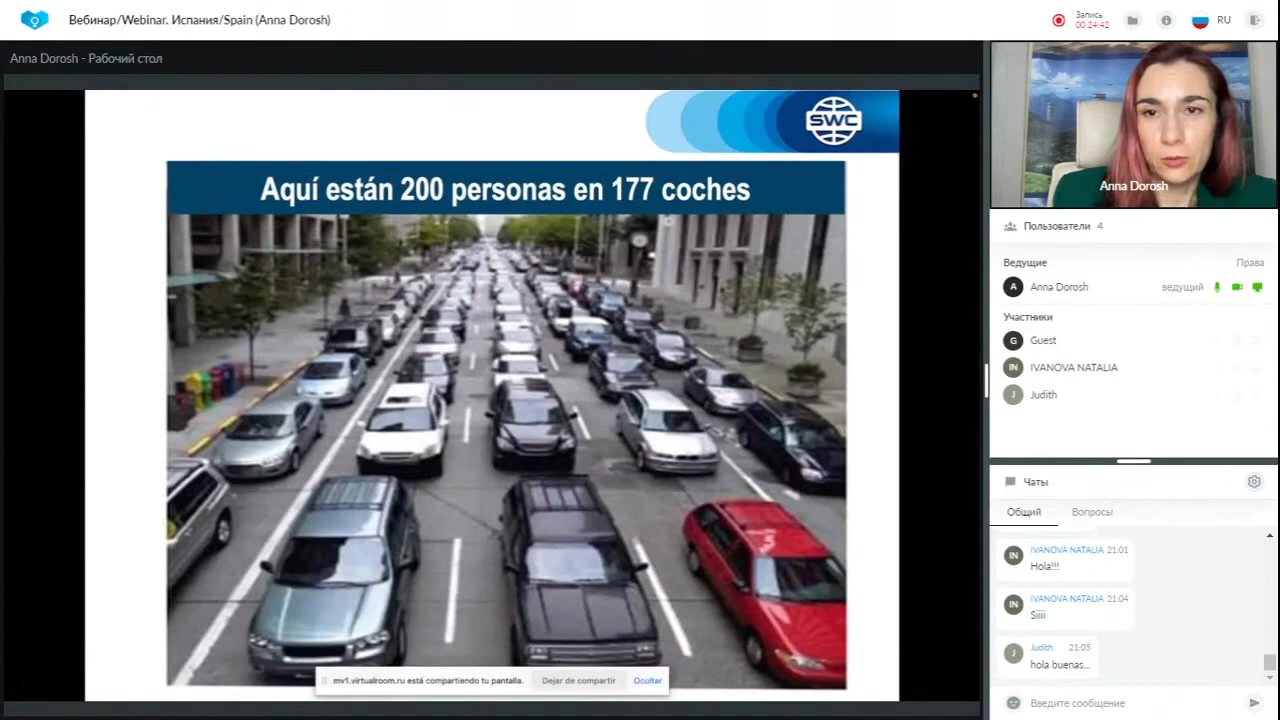 Вебинар/Webinar. Испания/Spain (Anna Dorosh)
Запись
00:24:42
RU
Anna Dorosh - Рабочий стол
SWC
Aquí están 200 personas en 177 coches
mv1.virtualroom.ru está compartiendo tu pantalla.
Dejar de compartir
Ocultar
Anna Dorosh
Пользователи 4
Ведущие Права
A Anna Dorosh ведущий
Участники
G Guest
IN IVANOVA NATALIA
J Judith
Чаты
Общий Вопросы
IN IVANOVA NATALIA 21:01
Hola!!!
IN IVANOVA NATALIA 21:04
Siiii
J Judith 21:05
hola buenas...
Введите сообщение